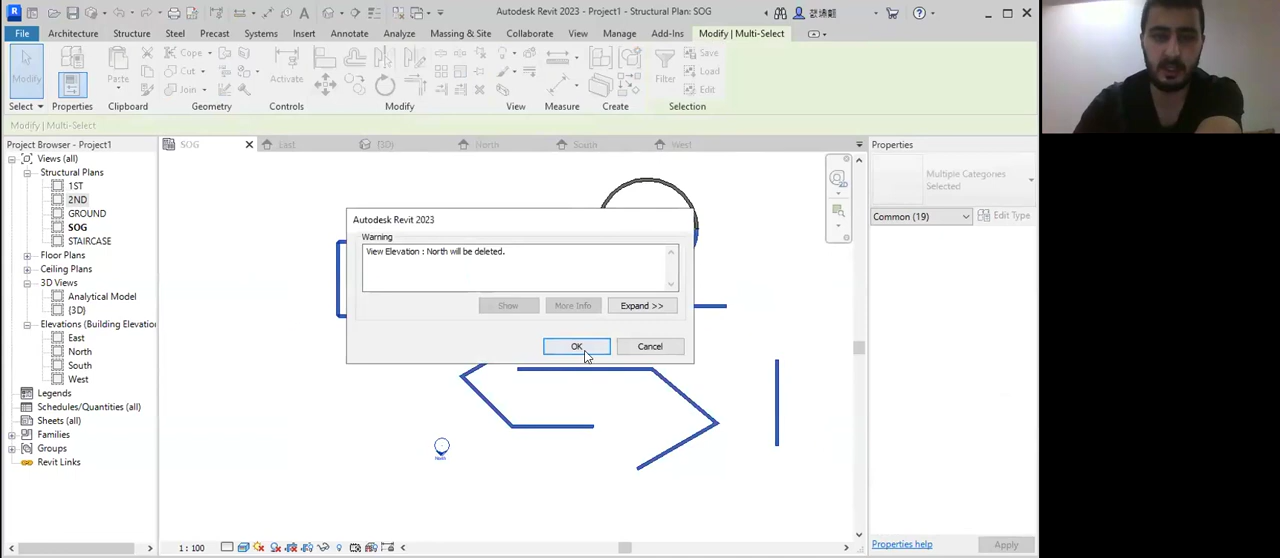 Autodesk Revit 2023 - Project1 - Structural Plan: SOG
File Architecture Structure Steel Precast Systems Insert Annotate Analyze Massing & Site Collaborate View Manage Add-Ins Modify | Multi-Select
Modify Paste Cope Cut Join Activate Save Load Edit Filter
Select Properties Clipboard Geometry Controls Modify View Measure Create Selection
Modify | Multi-Select
Project Browser - Project1
SOG Last {3D} North South West
Properties
Views (all)
Structural Plans
1ST
2ND
GROUND
SOG
STAIRCASE
Floor Plans
Ceiling Plans
3D Views
Analytical Model
{3D}
Elevations (Building Elevation
East
North
South
West
Legends
Schedules/Quantities (all)
Sheets (all)
Families
Groups
Revit Links
Autodesk Revit 2023
Warning
View Elevation : North will be deleted.
Show More Info Expand >>
OK Cancel
North
Multiple Categories
Selected
Common (19) Edit Type
1 : 100
Properties help Apply